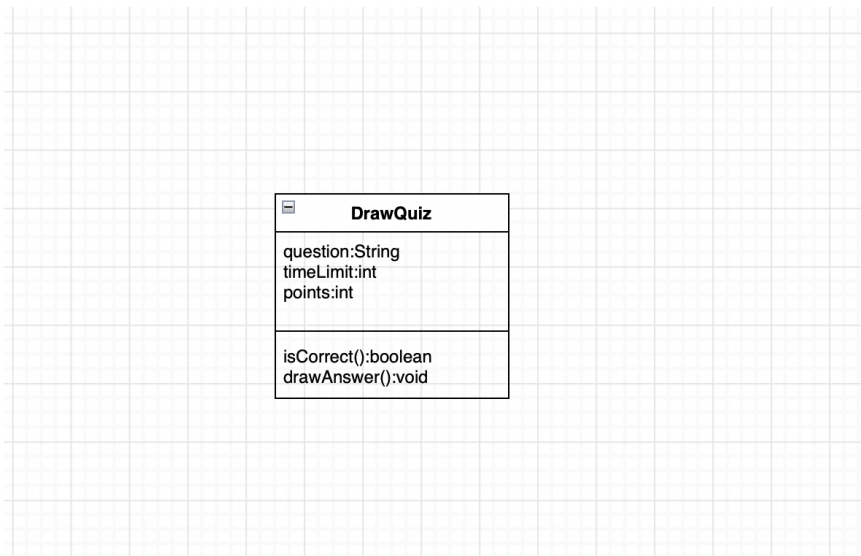 DrawQuiz
question:String
timeLimit:int
points:int
isCorrect():boolean
drawAnswer():void